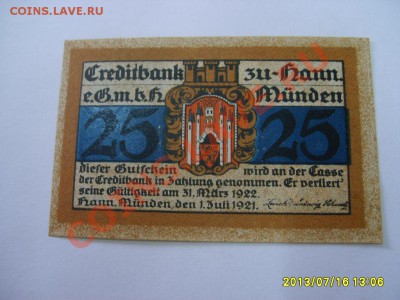 COINS.LAVE.RU
Creditbank zu-Hann.
e.G.m.b.H Münden
25 25
dieser Gutschein wird an der Casse
der Creditbank in Zahlung genommen. Er verliert
seine Gültigkeit am 31. März 1922.
Hann. Münden, den 1. Juli 1921.
2013/07/16 13:06